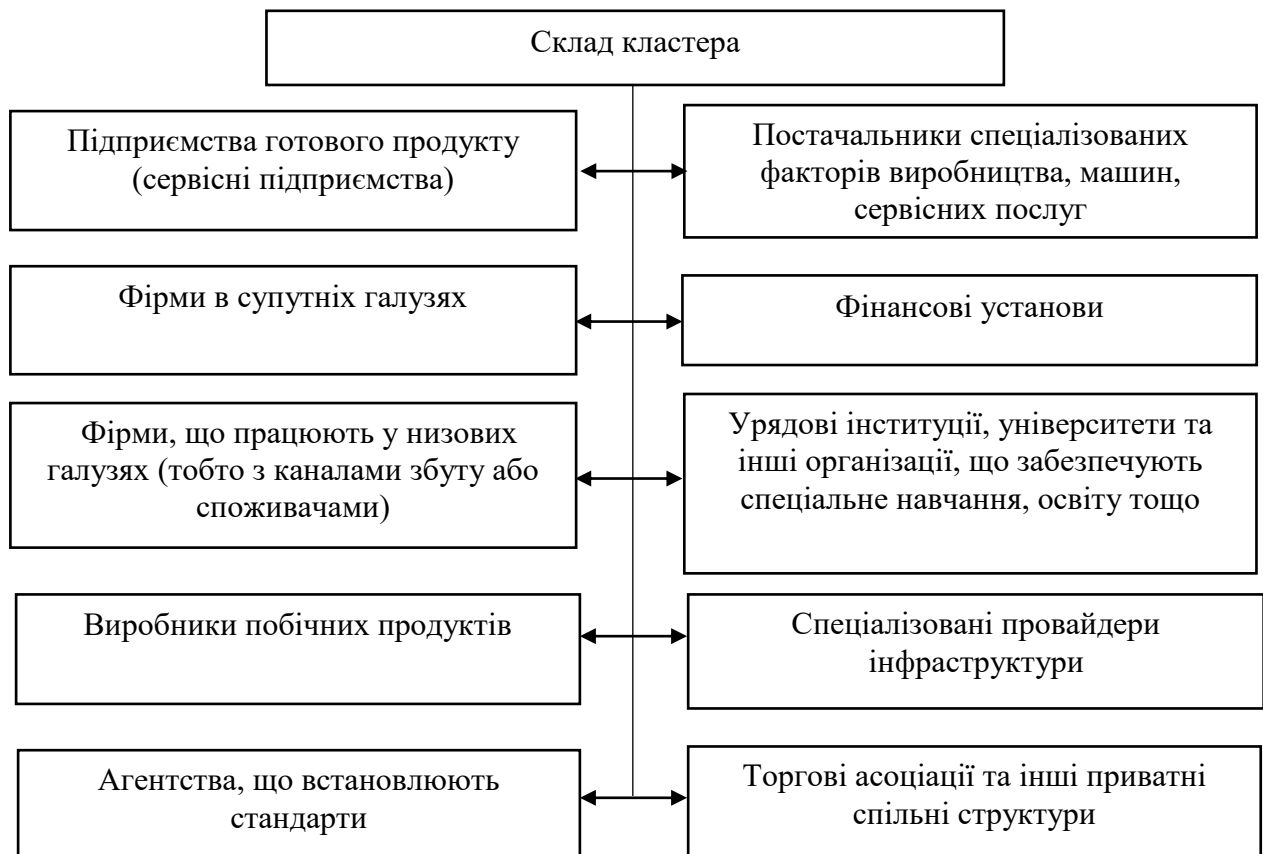 Склад кластера
Підприємства готового продукту
(сервісні підприємства)
Постачальники спеціалізованих
факторів виробництва, машин,
сервісних послуг
Фірми в супутніх галузях
Фінансові установи
Фірми, що працюють у низових
галузях (тобто з каналами збуту або
споживачами)
Урядові інституції, університети та
інші організації, що забезпечують
спеціальне навчання, освіту тощо
Виробники побічних продуктів
Спеціалізовані провайдери
інфраструктури
Агентства, що встановлюють
стандарти
Торгові асоціації та інші приватні
спільні структури